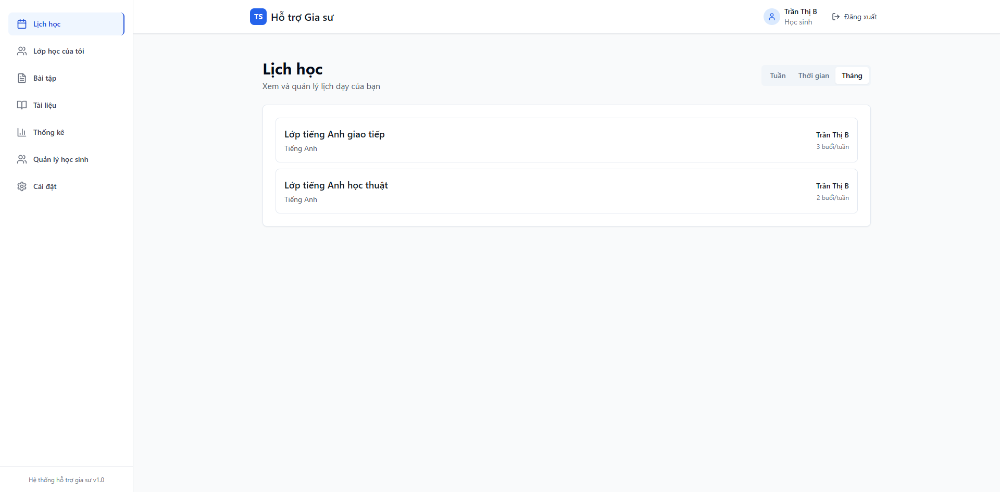 Lịch học
Lớp học của tôi
Bài tập
Tài liệu
Thống kê
Quản lý học sinh
Cài đặt
Hệ thống hỗ trợ gia sư v1.0
TS Hỗ trợ Gia sư
Trần Thị B
Học sinh
Đăng xuất
Lịch học
Xem và quản lý lịch dạy của bạn
Tuần Thời gian Tháng
Lớp tiếng Anh giao tiếp
Tiếng Anh
Trần Thị B
3 buổi/tuần
Lớp tiếng Anh học thuật
Tiếng Anh
Trần Thị B
2 buổi/tuần